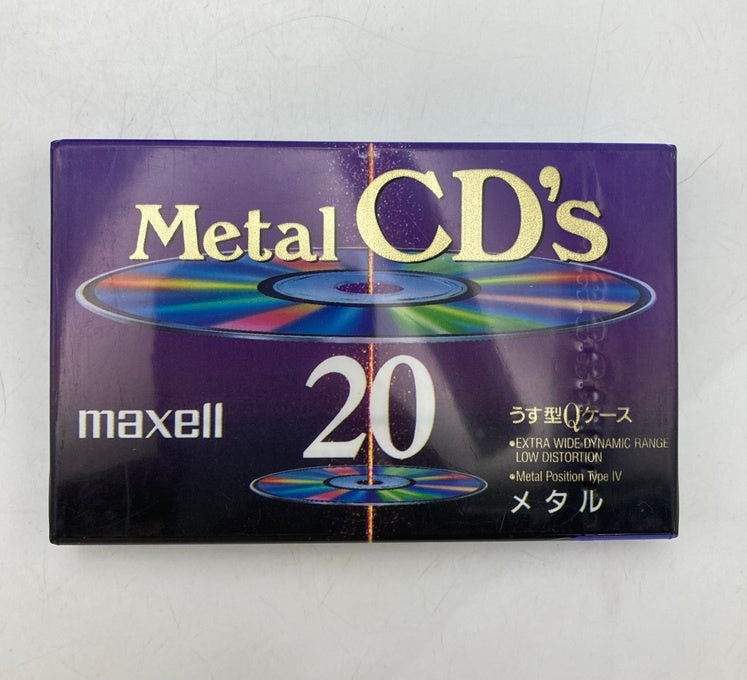 Metal CD's
maxell
20
うす型Qケース
•EXTRA WIDE-DYNAMIC RANGE
LOW DISTORTION
•Metal Position Type IV
メタル